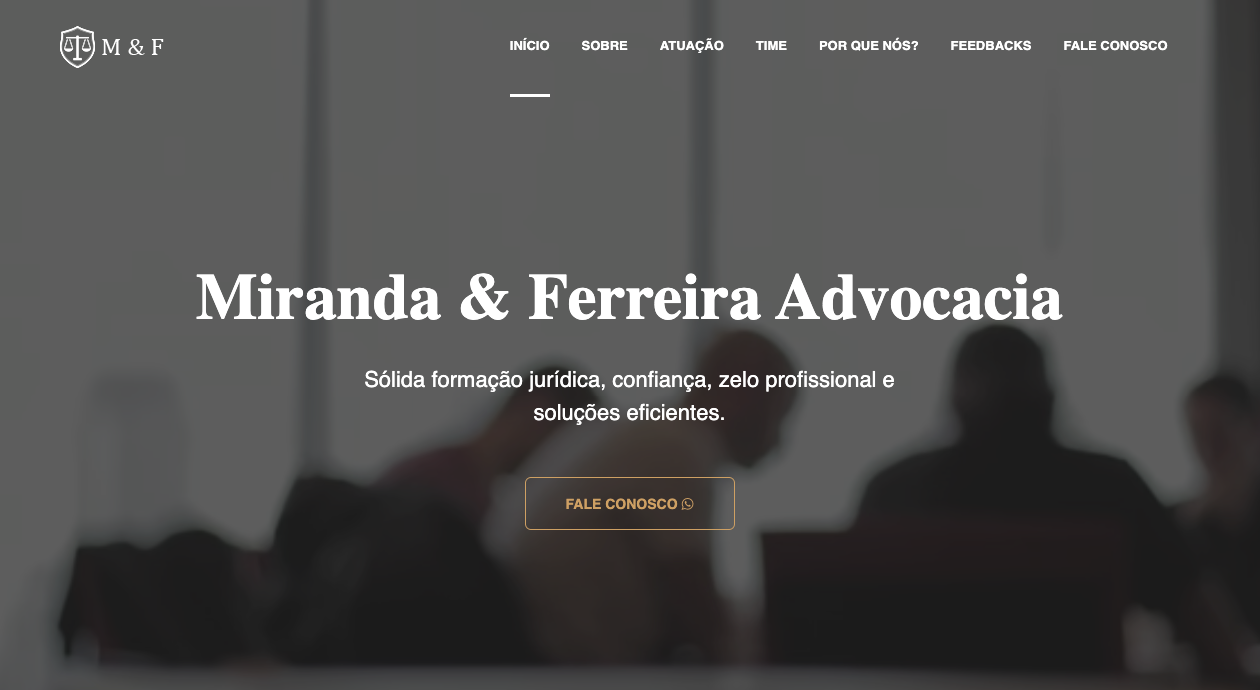 M & F
INÍCIO SOBRE ATUAÇÃO TIME POR QUE NÓS? FEEDBACKS FALE CONOSCO
Miranda & Ferreira Advocacia
Sólida formação jurídica, confiança, zelo profissional e
soluções eficientes.
FALE CONOSCO